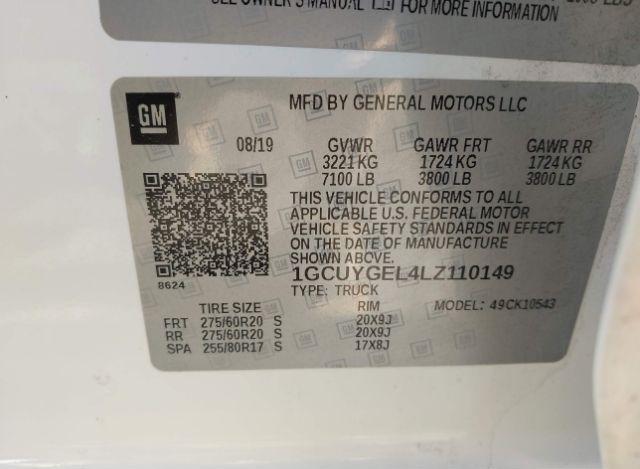 SEE OWNER'S MANUAL FOR MORE INFORMATION
GM
MFD BY GENERAL MOTORS LLC
08/19 GVWR GAWR FRT GAWR RR
3221 KG 1724 KG 1724 KG
7100 LB 3800 LB 3800 LB
THIS VEHICLE CONFORMS TO ALL
APPLICABLE U.S. FEDERAL MOTOR
VEHICLE SAFETY STANDARDS IN EFFECT
ON THE DATE OF MANUFACTURE
SHOWN ABOVE.
8624
1GCUYGEL4LZ110149
TYPE: TRUCK
TIRE SIZE RIM MODEL: 49CK10543
FRT 275/60R20 S 20X9J
RR 275/60R20 S 20X9J
SPA 255/80R17 S 17X8J